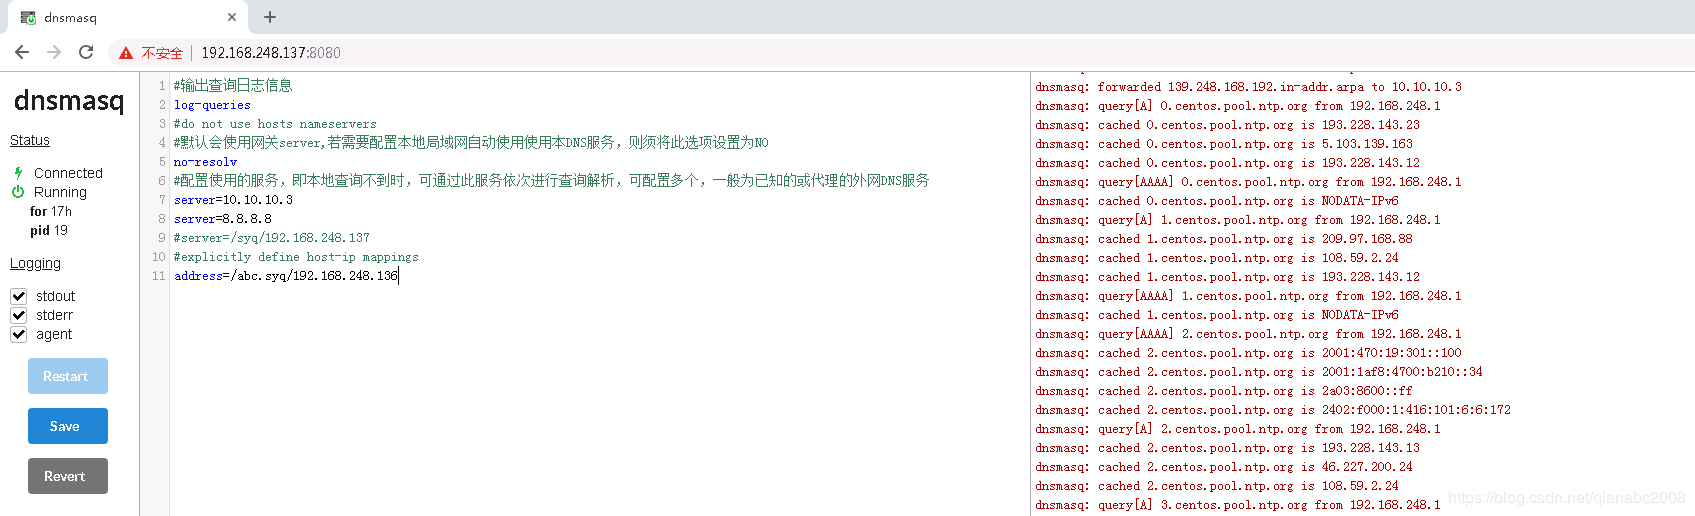 dnsmasq
不安全 192.168.248.137:8080
dnsmasq
Status
Connected
Running
for 17h
pid 19
Logging
stdout
stderr
agent
Restart
Save
Revert
1 #输出查询日志信息
2 log-queries
3 #do not use hosts nameservers
4 #默认会使用网关server,若需要配置本地局域网自动使用使用本DNS服务，则须将此选项设置为NO
5 no-resolv
6 #配置使用的服务，即本地查询不到时，可通过此服务依次进行查询解析，可配置多个，一般为已知的或代理的外网DNS服务
7 server=10.10.10.3
8 server=8.8.8.8
9 #server=/syq/192.168.248.137
10 #explicitly define host-ip mappings
11 address=/abc.syq/192.168.248.136
dnsmasq: forwarded 139.248.168.192.in-addr.arpa to 10.10.10.3
dnsmasq: query[A] 0.centos.pool.ntp.org from 192.168.248.1
dnsmasq: cached 0.centos.pool.ntp.org is 193.228.143.23
dnsmasq: cached 0.centos.pool.ntp.org is 5.103.139.163
dnsmasq: cached 0.centos.pool.ntp.org is 193.228.143.12
dnsmasq: query[AAAA] 0.centos.pool.ntp.org from 192.168.248.1
dnsmasq: cached 0.centos.pool.ntp.org is NODATA-IPv6
dnsmasq: query[A] 1.centos.pool.ntp.org from 192.168.248.1
dnsmasq: cached 1.centos.pool.ntp.org is 209.97.168.88
dnsmasq: cached 1.centos.pool.ntp.org is 108.59.2.24
dnsmasq: cached 1.centos.pool.ntp.org is 193.228.143.12
dnsmasq: query[AAAA] 1.centos.pool.ntp.org from 192.168.248.1
dnsmasq: cached 1.centos.pool.ntp.org is NODATA-IPv6
dnsmasq: query[AAAA] 2.centos.pool.ntp.org from 192.168.248.1
dnsmasq: cached 2.centos.pool.ntp.org is 2001:470:19:301::100
dnsmasq: cached 2.centos.pool.ntp.org is 2001:1af8:4700:b210::34
dnsmasq: cached 2.centos.pool.ntp.org is 2a03:8600::ff
dnsmasq: cached 2.centos.pool.ntp.org is 2402:f000:1:416:101:6:6:172
dnsmasq: query[A] 2.centos.pool.ntp.org from 192.168.248.1
dnsmasq: cached 2.centos.pool.ntp.org is 193.228.143.13
dnsmasq: cached 2.centos.pool.ntp.org is 46.227.200.24
dnsmasq: cached 2.centos.pool.ntp.org is 108.59.2.24
dnsmasq: query[A] 3.centos.pool.ntp.org from 192.168.248.1
https://blog.csdn.net/qianabc2008